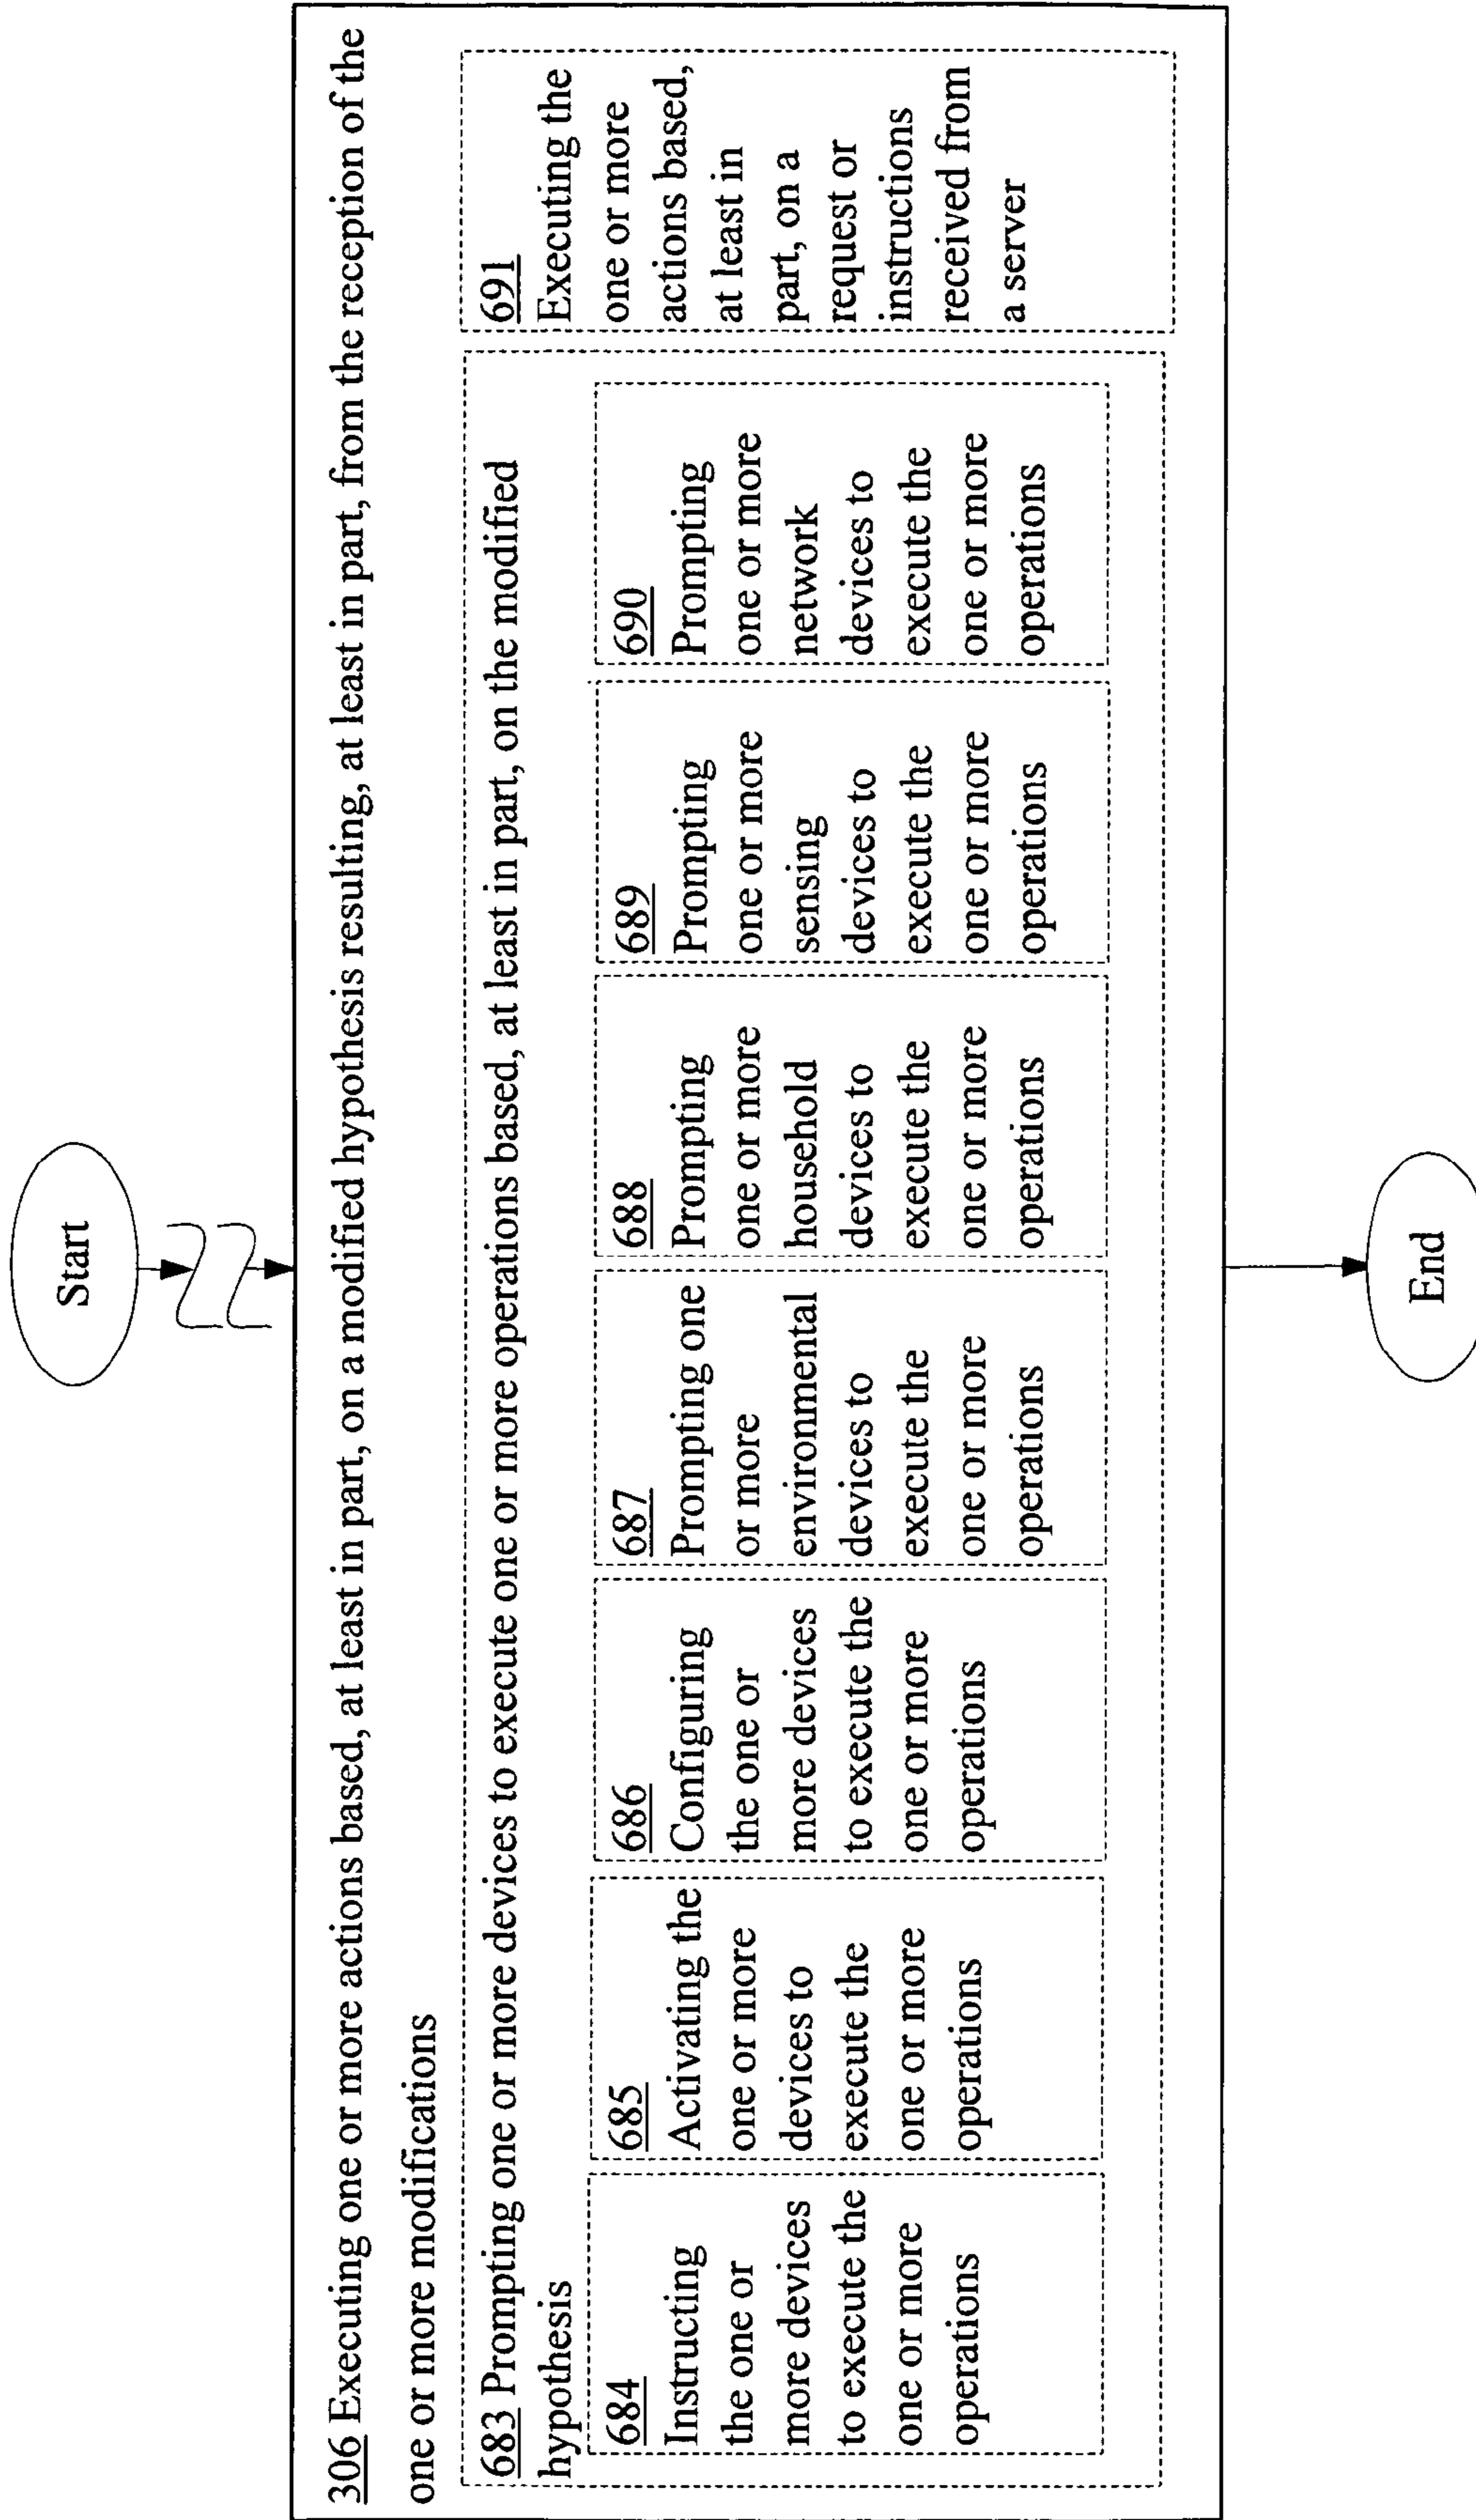 Start
306 Executing one or more actions based, at least in part, on a modified hypothesis resulting, at least in part, from the reception of the
one or more modifications
683 Prompting one or more devices to execute one or more operations based, at least in part, on the modified
hypothesis
684
Instructing
the one or
more devices
to execute the
one or more
operations
685
Activating the
one or more
devices to
execute the
one or more
operations
686
Configuring
the one or
more devices
to execute the
one or more
operations
687
Prompting one
or more
environmental
devices to
execute the
one or more
operations
688
Prompting
one or more
household
devices to
execute the
one or more
operations
689
Prompting
one or more
sensing
devices to
execute the
one or more
operations
690
Prompting
one or more
network
devices to
execute the
one or more
operations
691
Executing the
one or more
actions based,
at least in
part, on a
request or
instructions
received from
a server
End